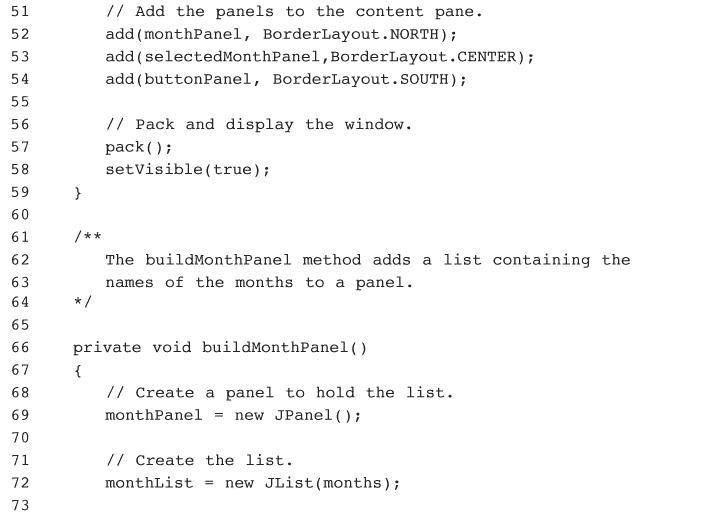 51 // Add the panels to the content pane.
52 add(monthPanel, BorderLayout.NORTH);
53 add(selectedMonthPanel,BorderLayout.CENTER);
54 add(buttonPanel, BorderLayout.SOUTH);
55
56 // Pack and display the window.
57 pack();
58 setVisible(true);
59 }
60
61 /**
62 The buildMonthPanel method adds a list containing the
63 names of the months to a panel.
64 */
65
66 private void buildMonthPanel()
67 {
68 // Create a panel to hold the list.
69 monthPanel = new JPanel();
70
71 // Create the list.
72 monthList = new JList(months);
73